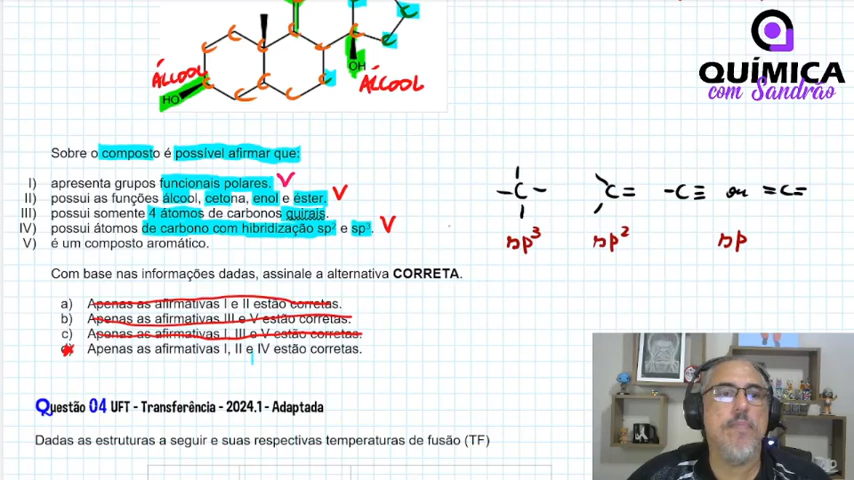 ÁLCOOL
HO
OH
ÁLCOOL
QUÍMICA
com Sandrão
Sobre o composto é possível afirmar que:
I) apresenta grupos funcionais polares. V
II) possui as funções álcool, cetona, enol e éster. V
III) possui somente 4 átomos de carbonos quirais.
IV) possui átomos de carbono com hibridização sp² e sp³. V
V) é um composto aromático.
-C- C= -C≡ ou =C=
sp³ sp² sp
Com base nas informações dadas, assinale a alternativa CORRETA.
a) Apenas as afirmativas I e II estão corretas.
b) Apenas as afirmativas III e V estão corretas.
c) Apenas as afirmativas I, III e V estão corretas.
d) Apenas as afirmativas I, II e IV estão corretas.
Questão 04 UFT - Transferência - 2024.1 - Adaptada
Dadas as estruturas a seguir e suas respectivas temperaturas de fusão (TF)